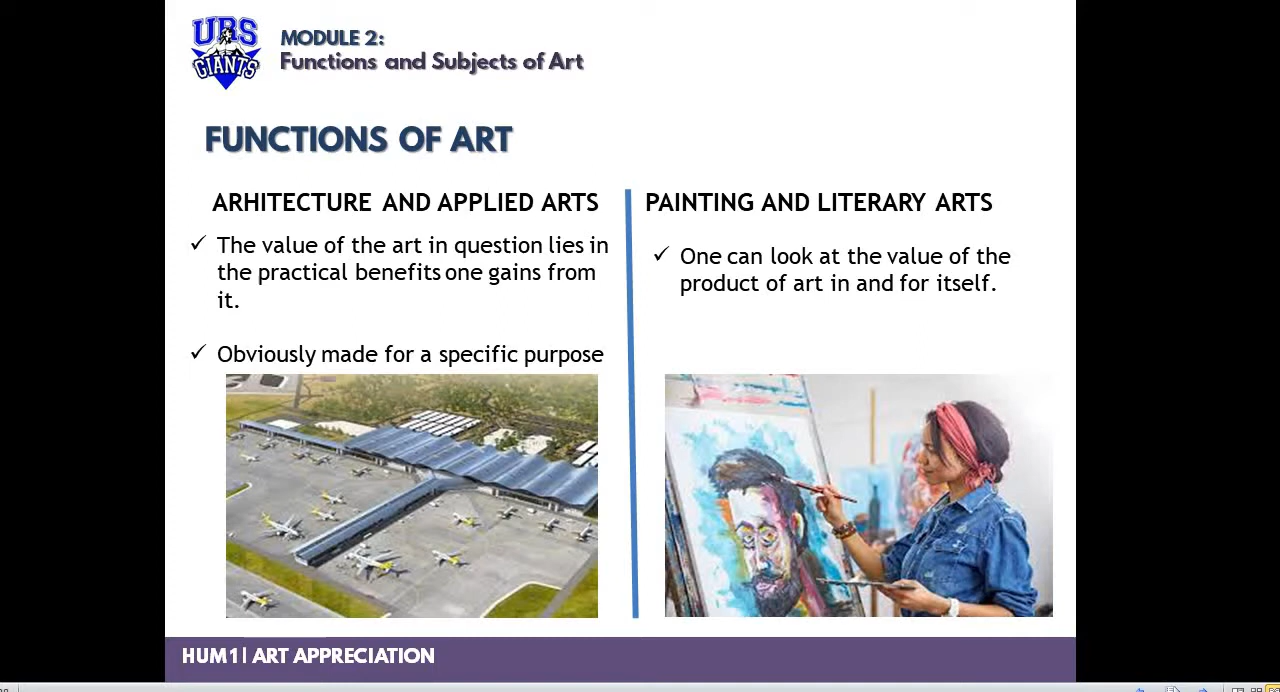 URS
GIANTS
MODULE 2:
Functions and Subjects of Art
FUNCTIONS OF ART
ARHITECTURE AND APPLIED ARTS
✓ The value of the art in question lies in
the practical benefits one gains from
it.
✓ Obviously made for a specific purpose
PAINTING AND LITERARY ARTS
✓ One can look at the value of the
product of art in and for itself.
HUM1| ART APPRECIATION